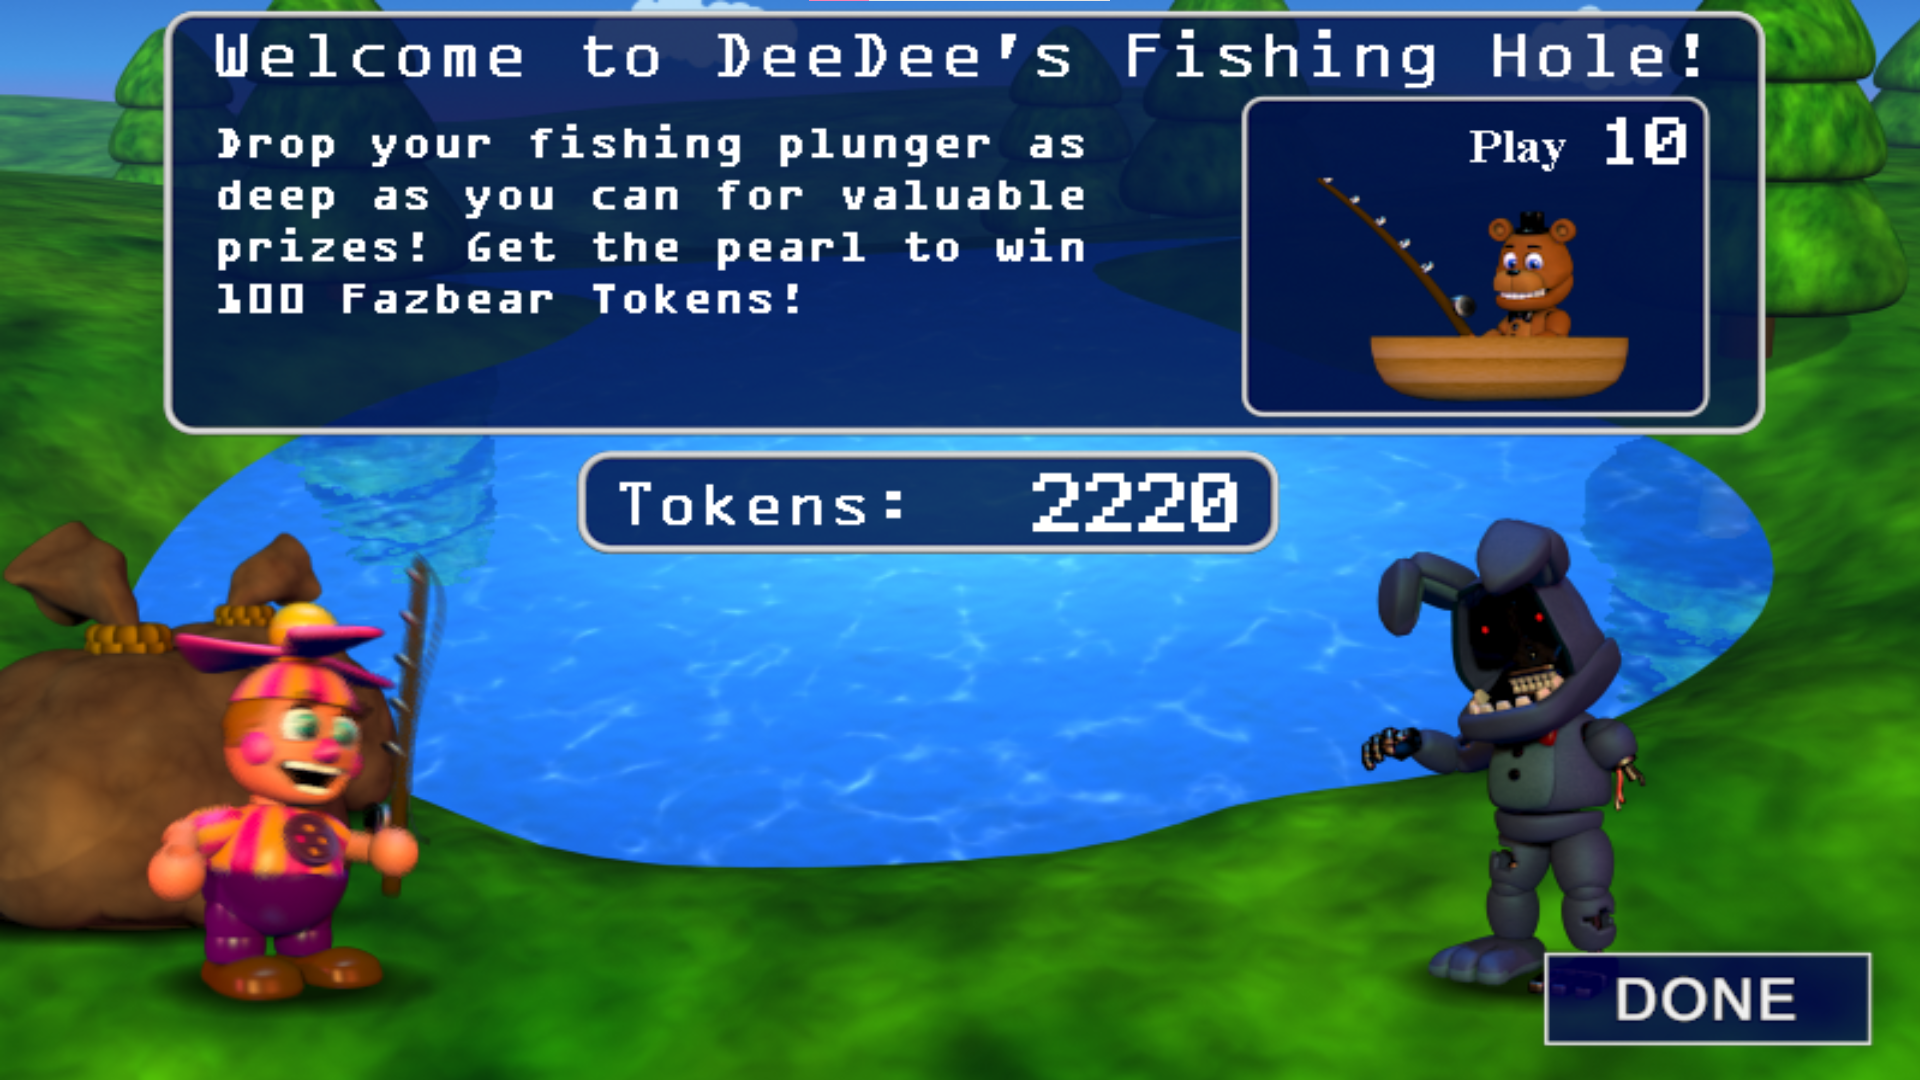 Welcome to DeeDee's Fishing Hole!
Drop your fishing plunger as
deep as you can for valuable
prizes! Get the pearl to win
100 Fazbear Tokens!
Play 10
Tokens: 2220
DONE